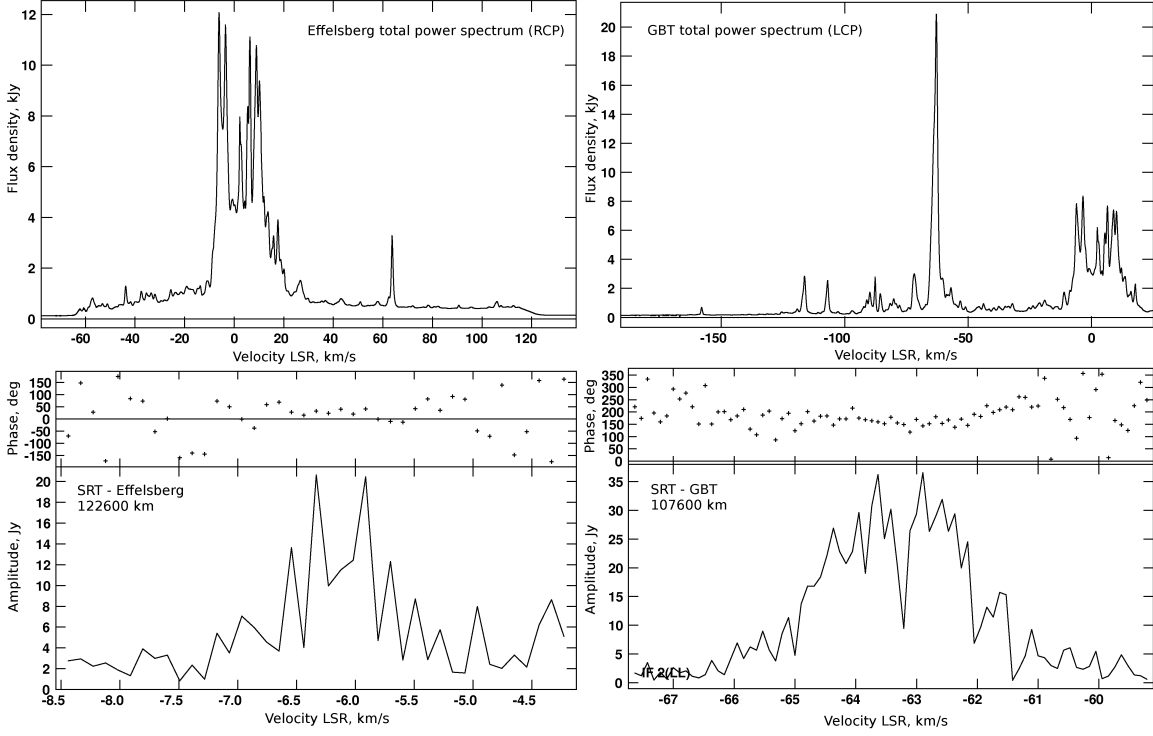 Effelsberg total power spectrum (RCP)
Flux density, kJy
12
10
8
6
4
2
0
-60 -40 -20 0 20 40 60 80 100 120
Velocity LSR, km/s
GBT total power spectrum (LCP)
Flux density, kJy
20
18
16
14
12
10
8
6
4
2
0
-150 -100 -50 0
Velocity LSR, km/s
Phase, deg
150
100
50
0
-50
-100
-150
SRT - Effelsberg
122600 km
Amplitude, Jy
20
18
16
14
12
10
8
6
4
2
0
-8.5 -8.0 -7.5 -7.0 -6.5 -6.0 -5.5 -5.0 -4.5
Velocity LSR, km/s
Phase, deg
350
300
250
200
150
100
50
0
SRT - GBT
107600 km
Amplitude, Jy
35
30
25
20
15
10
5
0
IF 2(LL)
-67 -66 -65 -64 -63 -62 -61 -60
Velocity LSR, km/s